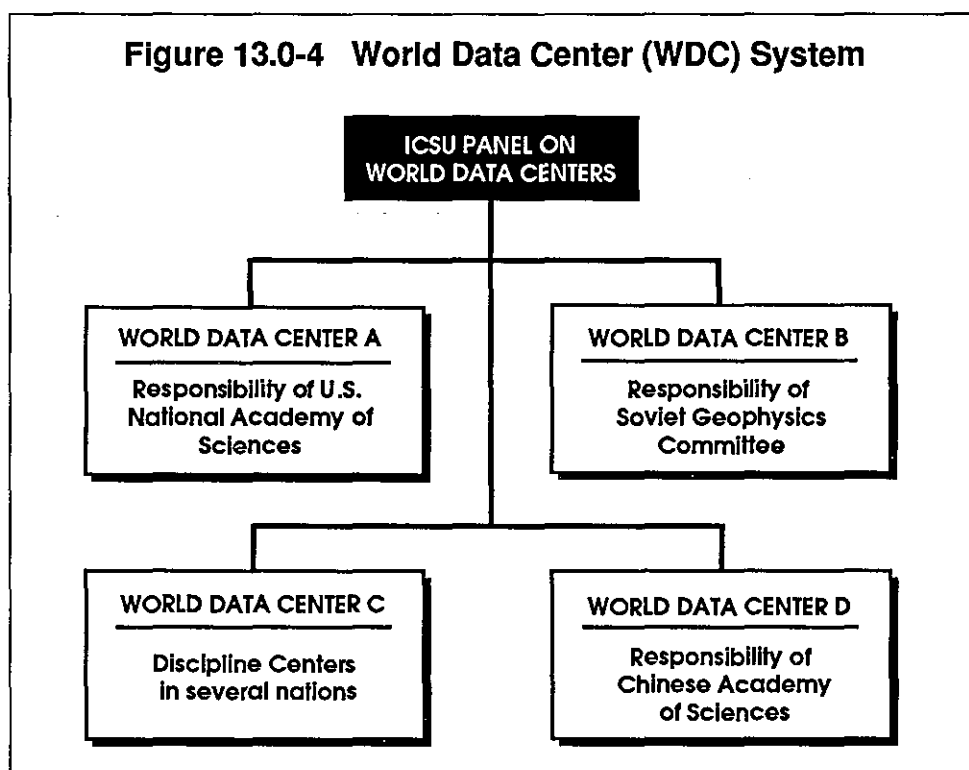 Figure 13.0-4 World Data Center (WDC) System
ICSU PANEL ON
WORLD DATA CENTERS
WORLD DATA CENTER A
Responsibility of U.S.
National Academy of
Sciences
WORLD DATA CENTER B
Responsibility of
Soviet Geophysics
Committee
WORLD DATA CENTER C
Discipline Centers
in several nations
WORLD DATA CENTER D
Responsibility of
Chinese Academy
of Sciences